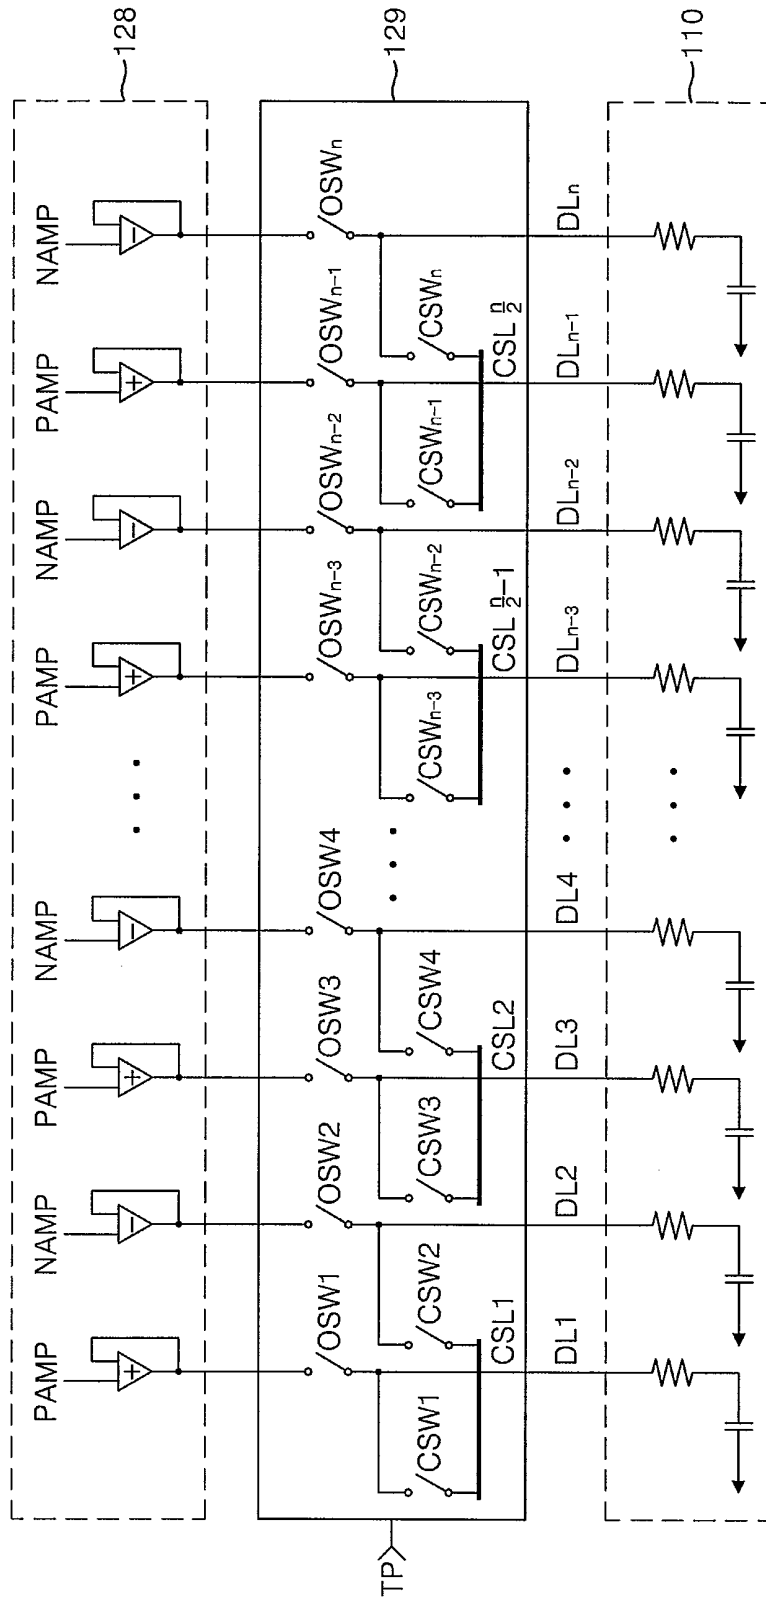 PAMP NAMP PAMP NAMP PAMP NAMP PAMP NAMP
+ − + − + − + −
128
OSW1 OSW2 OSW3 OSW4 OSWn-3 OSWn-2 OSWn-1 OSWn
TP
129
CSW1 CSW2 CSW3 CSW4 CSWn-3 CSWn-2 CSWn-1 CSWn
CSL1 CSL2 CSL n/2-1 CSL n/2
DL1 DL2 DL3 DL4 DLn-3 DLn-2 DLn-1 DLn
110